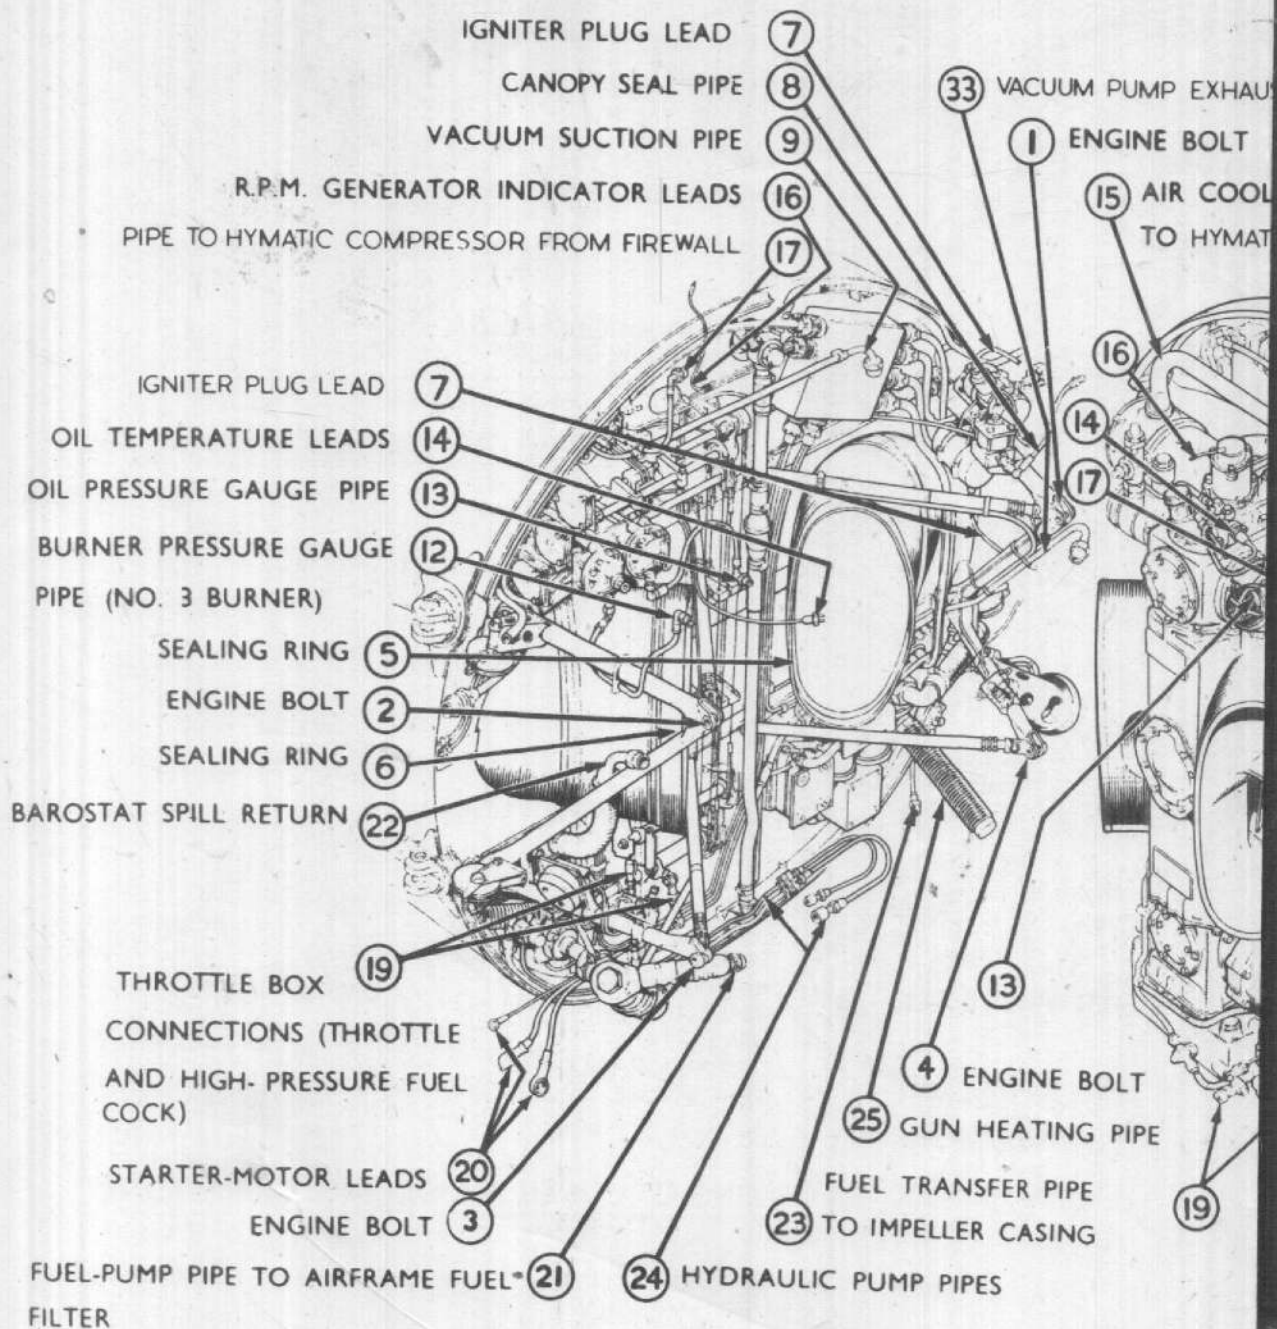 IGNITER PLUG LEAD 7
CANOPY SEAL PIPE 8
33 VACUUM PUMP EXHAUS
VACUUM SUCTION PIPE 9
1 ENGINE BOLT
R.P.M. GENERATOR INDICATOR LEADS 16
15 AIR COOL
TO HYMAT
PIPE TO HYMATIC COMPRESSOR FROM FIREWALL 17
16
IGNITER PLUG LEAD 7
14
OIL TEMPERATURE LEADS 14
17
OIL PRESSURE GAUGE PIPE 13
BURNER PRESSURE GAUGE 12
PIPE (NO. 3 BURNER)
SEALING RING 5
ENGINE BOLT 2
SEALING RING 6
BAROSTAT SPILL RETURN 22
19
THROTTLE BOX
CONNECTIONS (THROTTLE
AND HIGH-PRESSURE FUEL
COCK)
13
4 ENGINE BOLT
25 GUN HEATING PIPE
STARTER-MOTOR LEADS 20
ENGINE BOLT 3
FUEL TRANSFER PIPE
23 TO IMPELLER CASING
19
FUEL-PUMP PIPE TO AIRFRAME FUEL 21
FILTER
24 HYDRAULIC PUMP PIPES